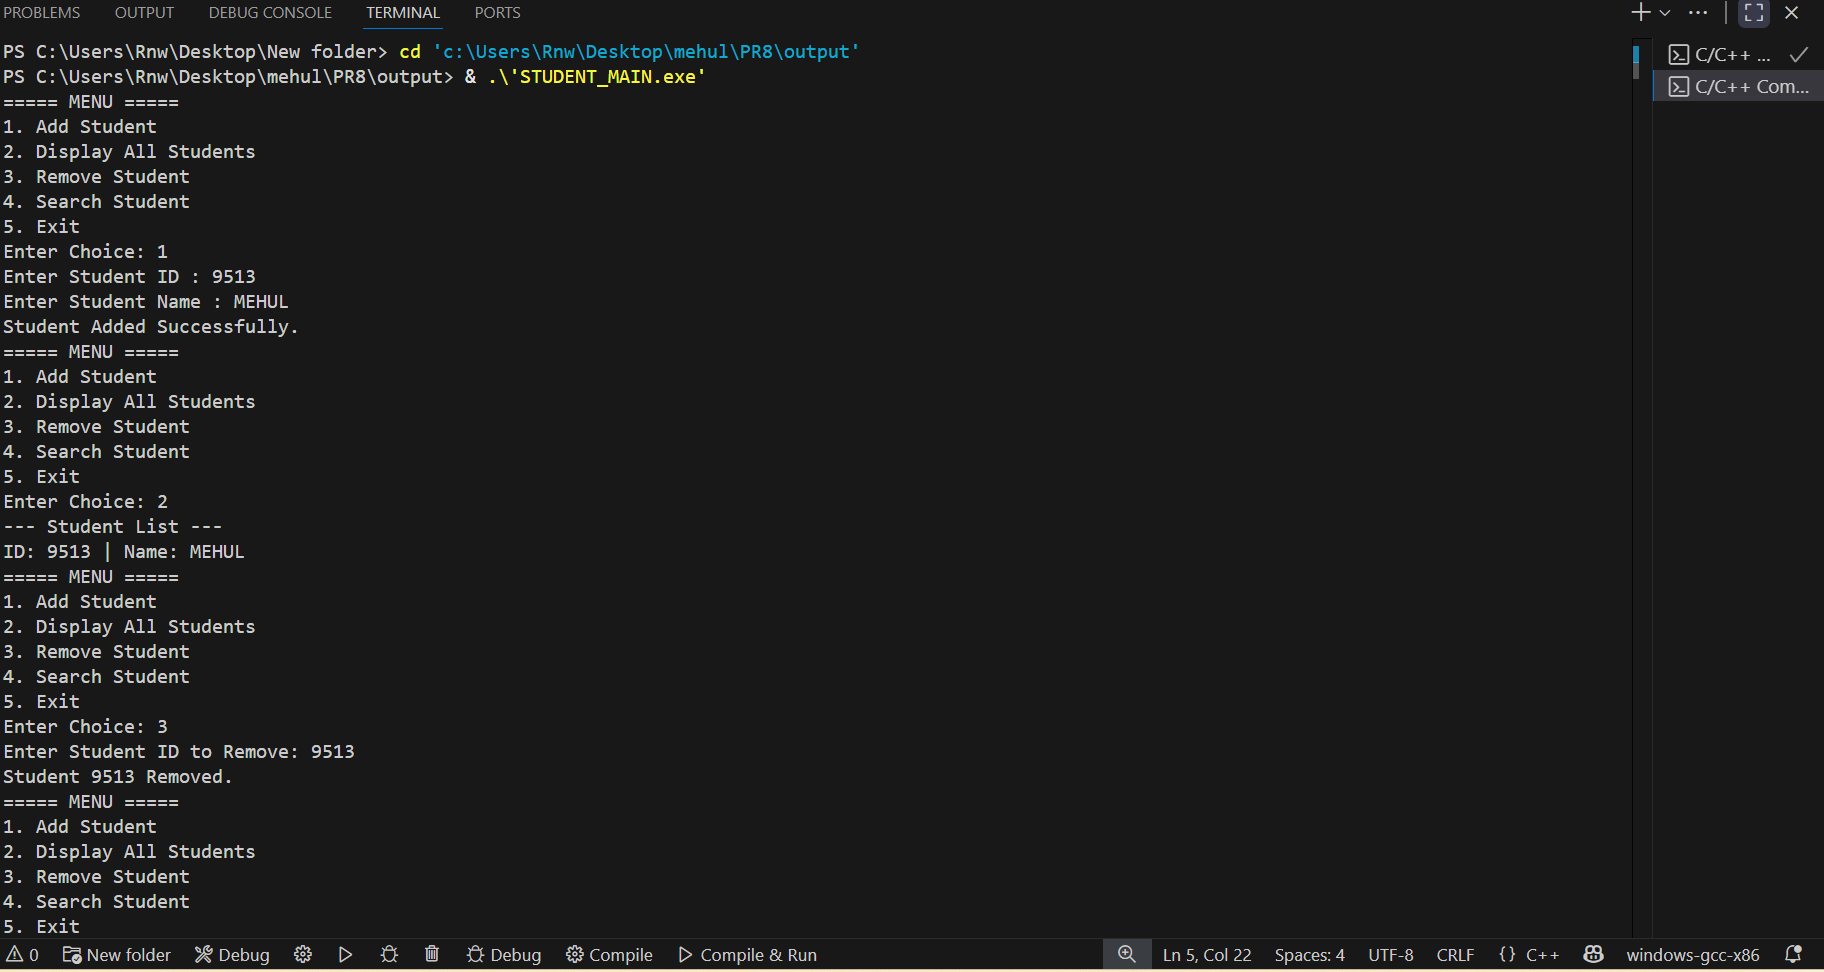 PROBLEMS OUTPUT DEBUG CONSOLE TERMINAL PORTS
PS C:\Users\Rnw\Desktop\New folder> cd 'c:\Users\Rnw\Desktop\mehul\PR8\output'
PS C:\Users\Rnw\Desktop\mehul\PR8\output> & .\'STUDENT_MAIN.exe'
===== MENU =====
1. Add Student
2. Display All Students
3. Remove Student
4. Search Student
5. Exit
Enter Choice: 1
Enter Student ID : 9513
Enter Student Name : MEHUL
Student Added Successfully.
===== MENU =====
1. Add Student
2. Display All Students
3. Remove Student
4. Search Student
5. Exit
Enter Choice: 2
--- Student List ---
ID: 9513 | Name: MEHUL
===== MENU =====
1. Add Student
2. Display All Students
3. Remove Student
4. Search Student
5. Exit
Enter Choice: 3
Enter Student ID to Remove: 9513
Student 9513 Removed.
===== MENU =====
1. Add Student
2. Display All Students
3. Remove Student
4. Search Student
5. Exit
C/C++ ...
C/C++ Com...
0 New folder Debug Debug Compile Compile & Run Ln 5, Col 22 Spaces: 4 UTF-8 CRLF {} C++ windows-gcc-x86